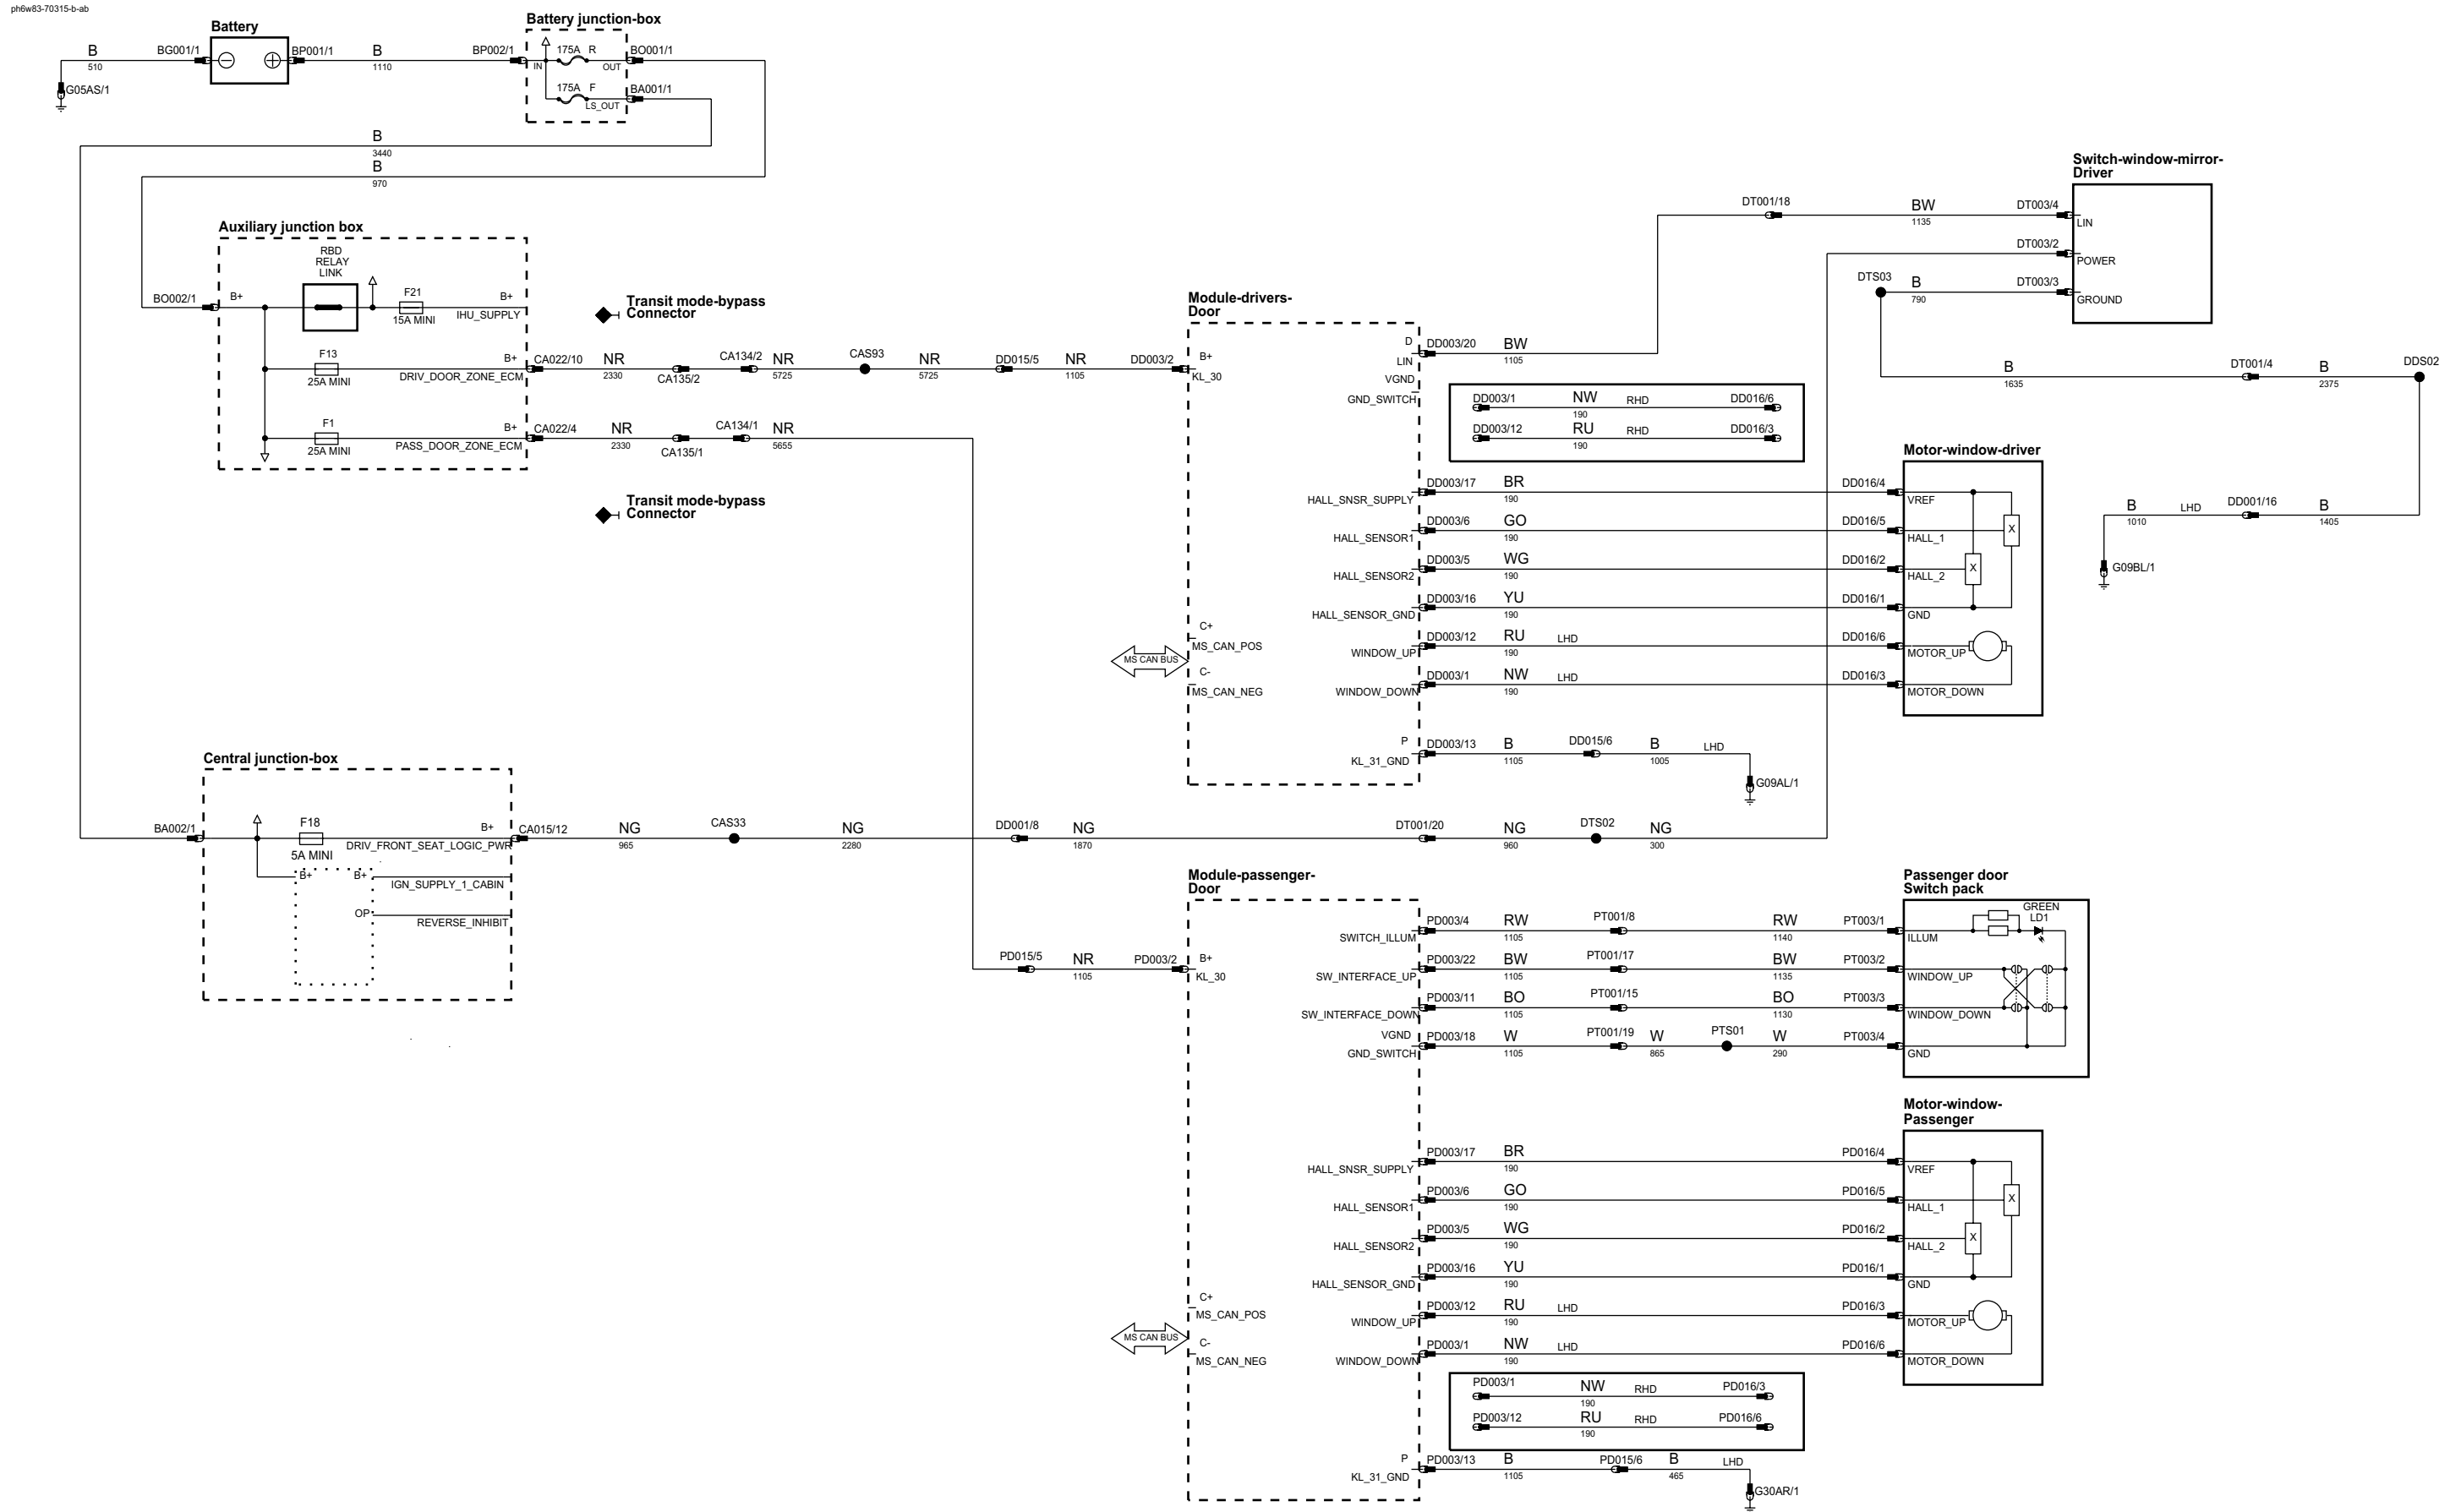 ph6w83-70315-b-ab
Battery
Battery junction-box
B
510
BG001/1
BP001/1
B
1110
BP002/1
175A R
IN
OUT
BO001/1
175A F
LS_OUT
BA001/1
G05AS/1
B
3440
B
970
Auxiliary junction box
RBD
RELAY
LINK
BO002/1
B+
F21
15A MINI
B+
IHU_SUPPLY
Transit mode-bypass
Connector
F13
25A MINI
B+
DRIV_DOOR_ZONE_ECM
CA022/10
NR
2330
CA135/2
CA134/2
NR
5725
CAS93
NR
5725
DD015/5
NR
1105
DD003/2
F1
25A MINI
B+
PASS_DOOR_ZONE_ECM
CA022/4
NR
2330
CA135/1
CA134/1
NR
5655
Transit mode-bypass
Connector
Module-drivers-
Door
B+
KL_30
D
LIN
DD003/20
BW
1105
VGND
GND_SWITCH
DT001/18
BW
1135
DT003/4
Switch-window-mirror-
Driver
LIN
DT003/2
POWER
DTS03
B
790
DT003/3
GROUND
B
1635
DT001/4
B
2375
DDS02
DD003/1
NW
190
RHD
DD016/6
DD003/12
RU
190
RHD
DD016/3
Motor-window-driver
HALL_SNSR_SUPPLY
DD003/17
BR
190
DD016/4
VREF
HALL_SENSOR1
DD003/6
GO
190
DD016/5
HALL_1
X
HALL_SENSOR2
DD003/5
WG
190
DD016/2
HALL_2
X
HALL_SENSOR_GND
DD003/16
YU
190
DD016/1
GND
WINDOW_UP
DD003/12
RU
190
LHD
DD016/6
MOTOR_UP
WINDOW_DOWN
DD003/1
NW
190
LHD
DD016/3
MOTOR_DOWN
B
1010
LHD
DD001/16
B
1405
G09BL/1
MS CAN BUS
C+
MS_CAN_POS
C-
MS_CAN_NEG
P
KL_31_GND
DD003/13
B
1105
DD015/6
B
1005
LHD
G09AL/1
Central junction-box
BA002/1
F18
5A MINI
B+
DRIV_FRONT_SEAT_LOGIC_PWR
CA015/12
NG
965
CAS33
NG
2280
DD001/8
NG
1870
DT001/20
NG
960
DTS02
NG
300
B+
B+
IGN_SUPPLY_1_CABIN
OP
REVERSE_INHIBIT
Module-passenger-
Door
PD015/5
NR
1105
PD003/2
B+
KL_30
Passenger door
Switch pack
SWITCH_ILLUM
PD003/4
RW
1105
PT001/8
RW
1140
PT003/1
ILLUM
GREEN
LD1
SW_INTERFACE_UP
PD003/22
BW
1105
PT001/17
BW
1135
PT003/2
WINDOW_UP
SW_INTERFACE_DOWN
PD003/11
BO
1105
PT001/15
BO
1130
PT003/3
WINDOW_DOWN
VGND
GND_SWITCH
PD003/18
W
1105
PT001/19
W
865
PTS01
W
290
PT003/4
GND
Motor-window-
Passenger
HALL_SNSR_SUPPLY
PD003/17
BR
190
PD016/4
VREF
HALL_SENSOR1
PD003/6
GO
190
PD016/5
HALL_1
X
HALL_SENSOR2
PD003/5
WG
190
PD016/2
HALL_2
X
HALL_SENSOR_GND
PD003/16
YU
190
PD016/1
GND
WINDOW_UP
PD003/12
RU
190
LHD
PD016/3
MOTOR_UP
WINDOW_DOWN
PD003/1
NW
190
LHD
PD016/6
MOTOR_DOWN
MS CAN BUS
C+
MS_CAN_POS
C-
MS_CAN_NEG
PD003/1
NW
190
RHD
PD016/3
PD003/12
RU
190
RHD
PD016/6
P
KL_31_GND
PD003/13
B
1105
PD015/6
B
465
LHD
G30AR/1